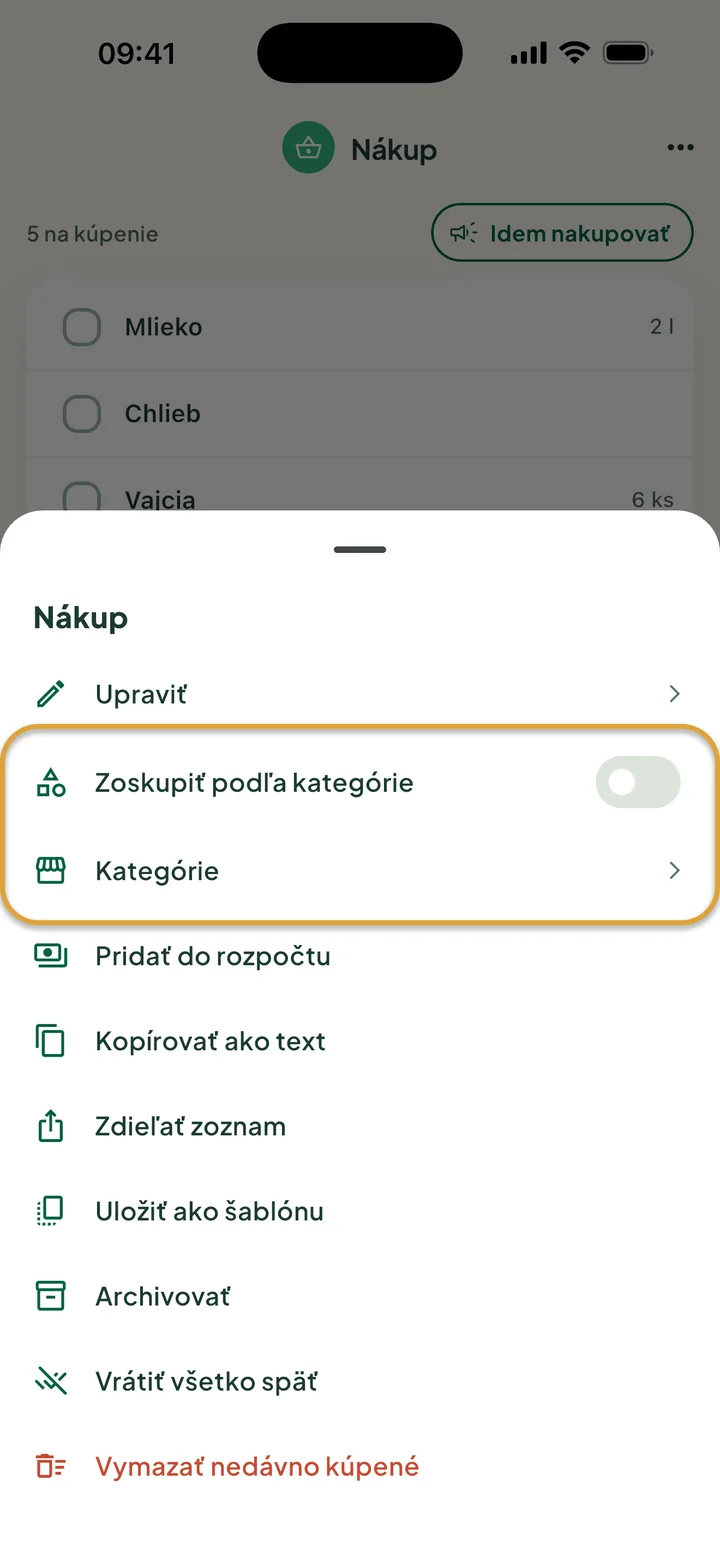 09:41
Nákup
5 na kúpenie
Idem nakupovať
Mlieko 2 l
Chlieb
Vajcia 6 ks
Nákup
Upraviť
Zoskupiť podľa kategórie
Kategórie
Pridať do rozpočtu
Kopírovať ako text
Zdieľať zoznam
Uložiť ako šablónu
Archivovať
Vrátiť všetko späť
Vymazať nedávno kúpené